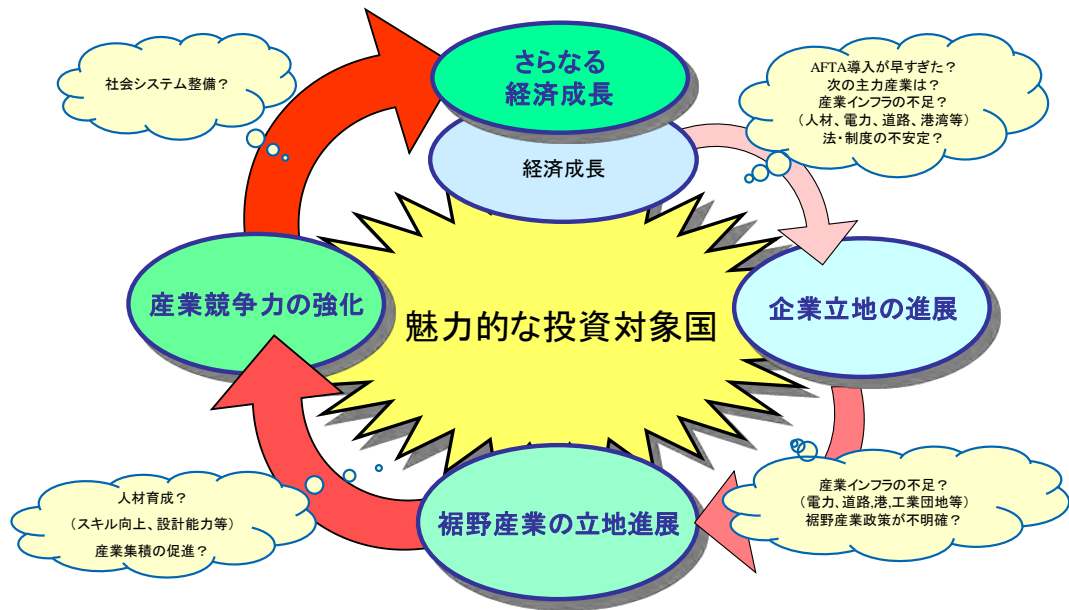 さらなる
経済成長
経済成長
AFTA導入が早すぎた？
次の主力産業は？
産業インフラの不足？
（人材、電力、道路、港湾等）
法・制度の不安定？
企業立地の進展
産業インフラの不足？
（電力、道路,港,工業団地等）
裾野産業政策が不明確？
裾野産業の立地進展
人材育成？
（スキル向上、設計能力等）
産業集積の促進？
産業競争力の強化
社会システム整備？
魅力的な投資対象国